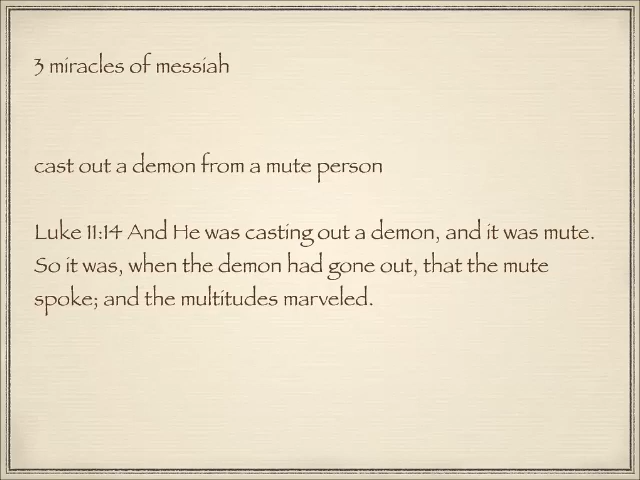 3 miracles of messiah
cast out a demon from a mute person
Luke 11:14 And He was casting out a demon, and it was mute.
So it was, when the demon had gone out, that the mute
spoke; and the multitudes marveled.